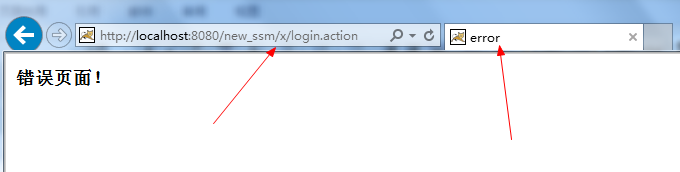 http://localhost:8080/new_ssm/x/login.action
error
错误页面！